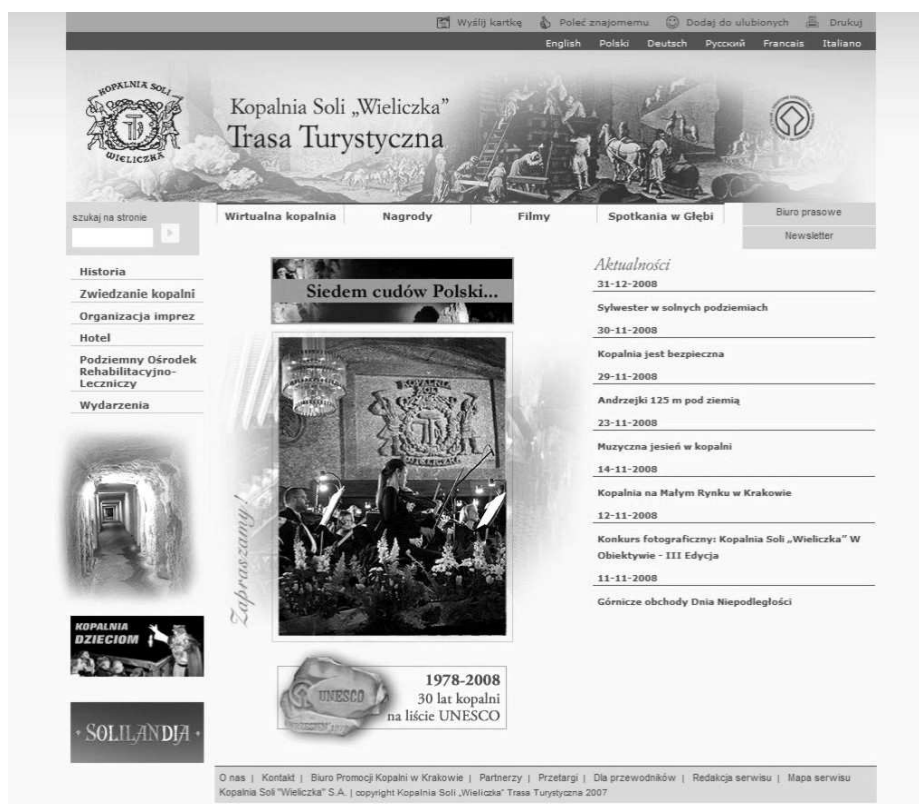 Wyślij kartkę Poleć znajomemu Dodaj do ulubionych Drukuj
English Polski Deutsch Русский Francais Italiano
KOPALNIA SOLI
WIELICZKA
Kopalnia Soli „Wieliczka”
Trasa Turystyczna
szukaj na stronie
Wirtualna kopalnia Nagrody Filmy Spotkania w Głębi
Biuro prasowe
Newsletter
Historia
Zwiedzanie kopalni
Organizacja imprez
Hotel
Podziemny Ośrodek
Rehabilitacyjno-
Leczniczy
Wydarzenia
KOPALNIA
DZIECIOM
SOLILANDIA
Siedem cudów Polski...
KOPALNIA
SOLI
WIELICZKA
Zapraszamy!
UNESCO
1978-2008
30 lat kopalni
na liście UNESCO
Aktualności
31-12-2008
Sylwester w solnych podziemiach
30-11-2008
Kopalnia jest bezpieczna
29-11-2008
Andrzejki 125 m pod ziemią
23-11-2008
Muzyczna jesień w kopalni
14-11-2008
Kopalnia na Małym Rynku w Krakowie
12-11-2008
Konkurs fotograficzny: Kopalnia Soli „Wieliczka” W
Obiektywie - III Edycja
11-11-2008
Górnicze obchody Dnia Niepodległości
O nas | Kontakt | Biuro Promocji Kopalni w Krakowie | Partnerzy | Przetargi | Dla przewodników | Redakcja serwisu | Mapa serwisu
Kopalnia Soli "Wieliczka" S.A. | copyright Kopalnia Soli „Wieliczka” Trasa Turystyczna 2007